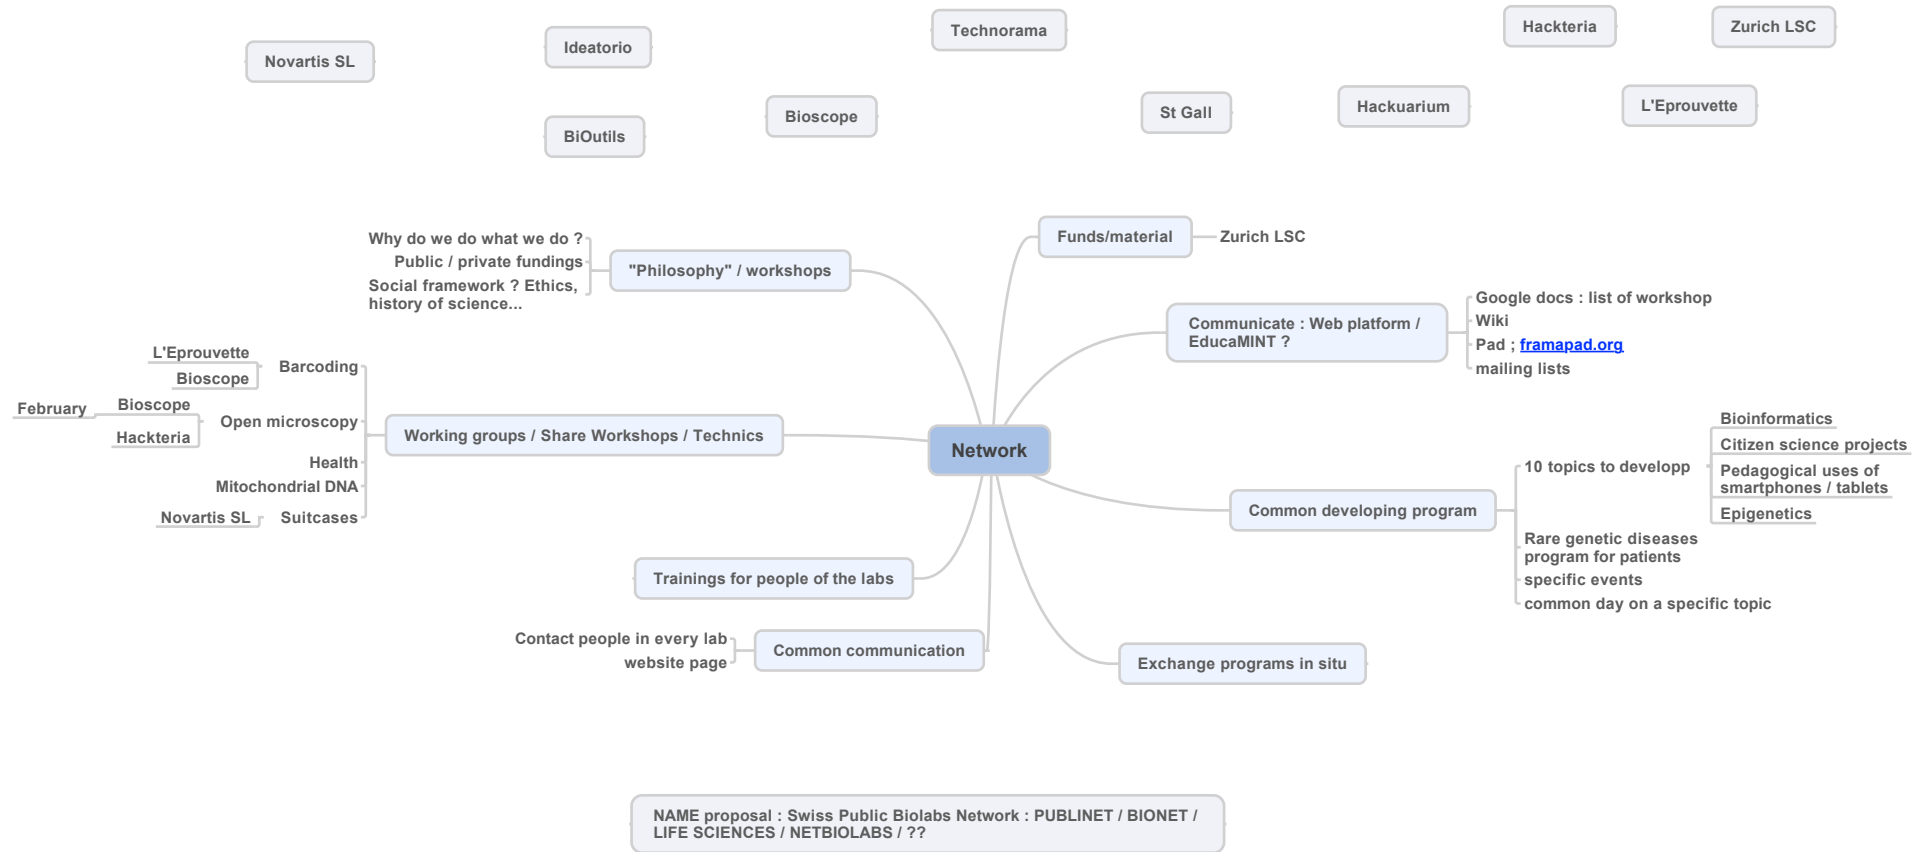 Technorama
Hackteria
Zurich LSC
Ideatorio
Novartis SL
Bioscope
St Gall
Hackuarium
L'Eprouvette
BiOutils
"Philosophy" / workshops
Why do we do what we do ?
Public / private fundings
Social framework ? Ethics,
history of science...
Working groups / Share Workshops / Technics
Barcoding
L'Eprouvette
Bioscope
Open microscopy
Bioscope
February
Hackteria
Health
Mitochondrial DNA
Suitcases
Novartis SL
Trainings for people of the labs
Common communication
Contact people in every lab
website page
Network
Funds/material
Zurich LSC
Communicate : Web platform /
EducaMINT ?
Google docs : list of workshop
Wiki
Pad ; framapad.org
mailing lists
Common developing program
10 topics to developp
Bioinformatics
Citizen science projects
Pedagogical uses of
smartphones / tablets
Epigenetics
Rare genetic diseases
program for patients
specific events
common day on a specific topic
Exchange programs in situ
NAME proposal : Swiss Public Biolabs Network : PUBLINET / BIONET /
LIFE SCIENCES / NETBIOLABS / ??